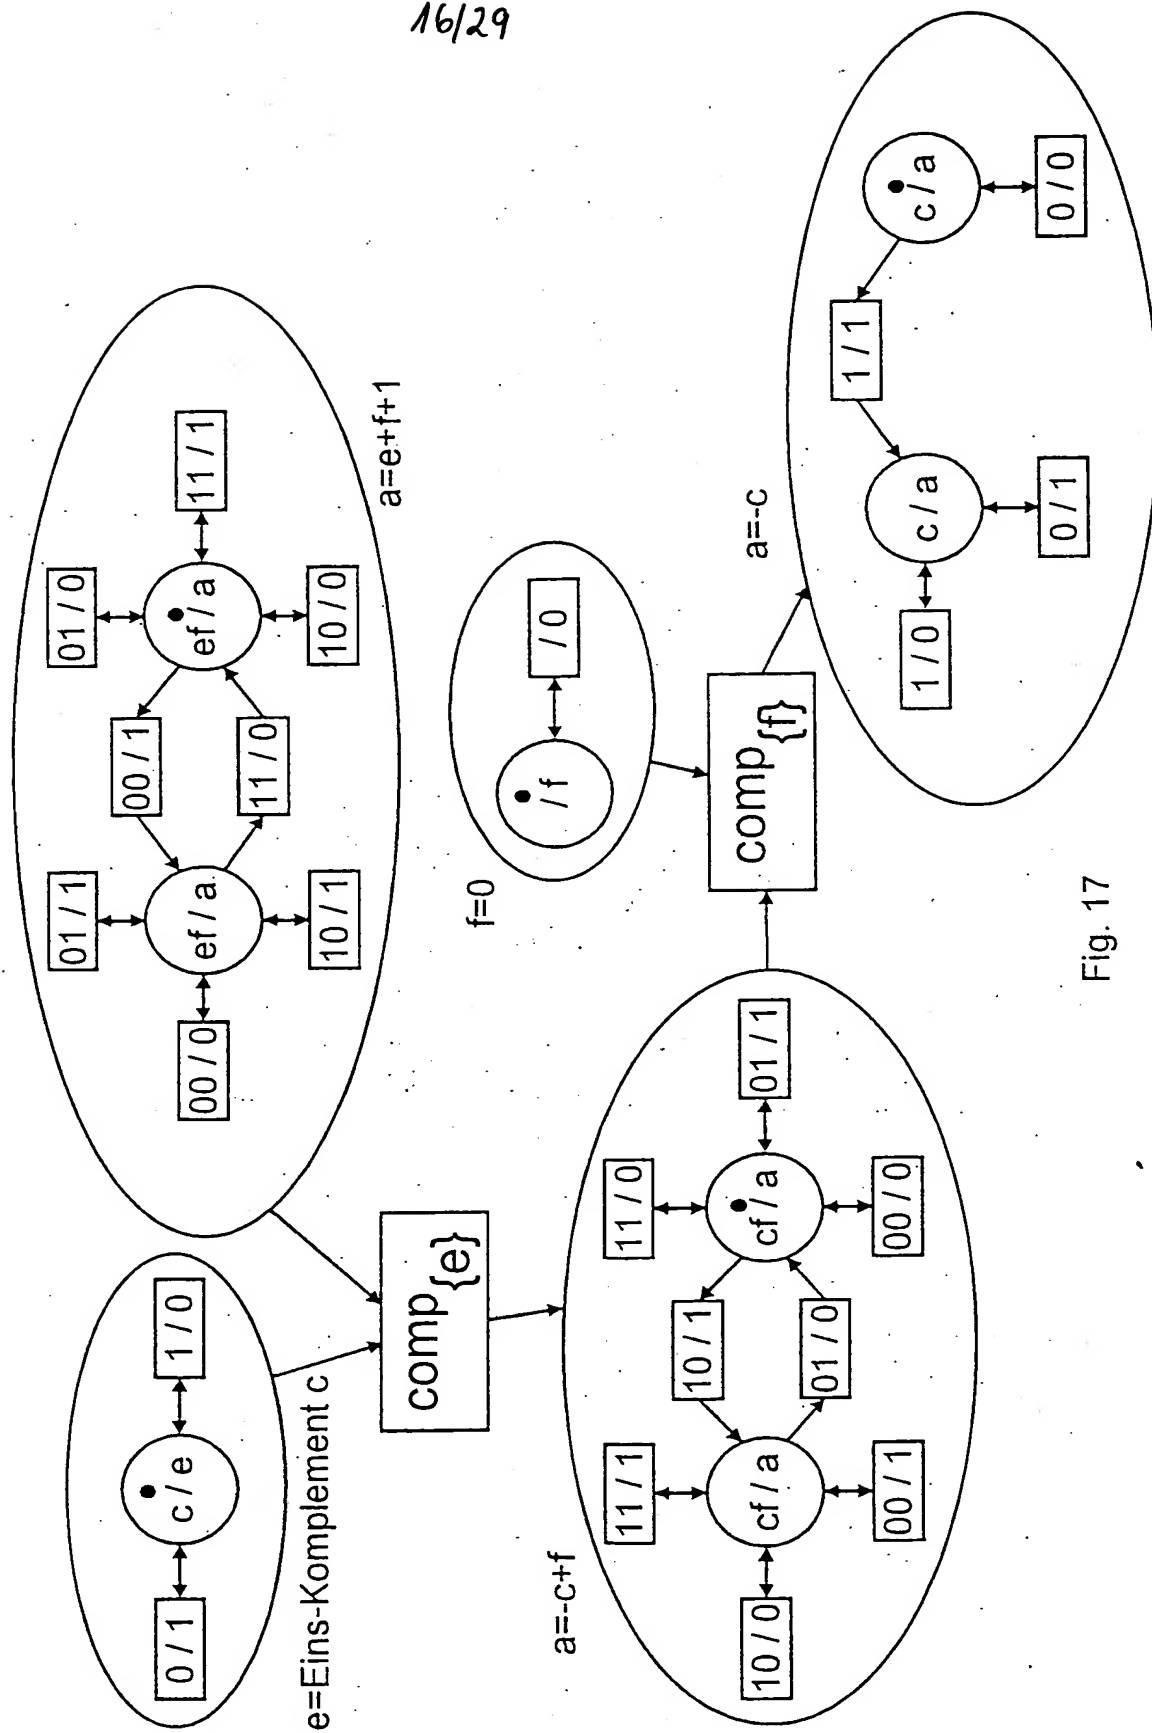 16/29
0 / 1
c / e
1 / 0
e=Eins-Komplement c
01 / 1
01 / 0
00 / 1
00 / 0
ef / a
ef / a
11 / 1
11 / 0
10 / 1
10 / 0
a=e+f+1
comp{e}
f=0
/ f
/ 0
a=-c+f
11 / 1
11 / 0
10 / 1
10 / 0
cf / a
cf / a
01 / 1
01 / 0
00 / 1
00 / 0
comp{f}
a=-c
1 / 1
1 / 0
c / a
c / a
0 / 1
0 / 0
Fig. 17